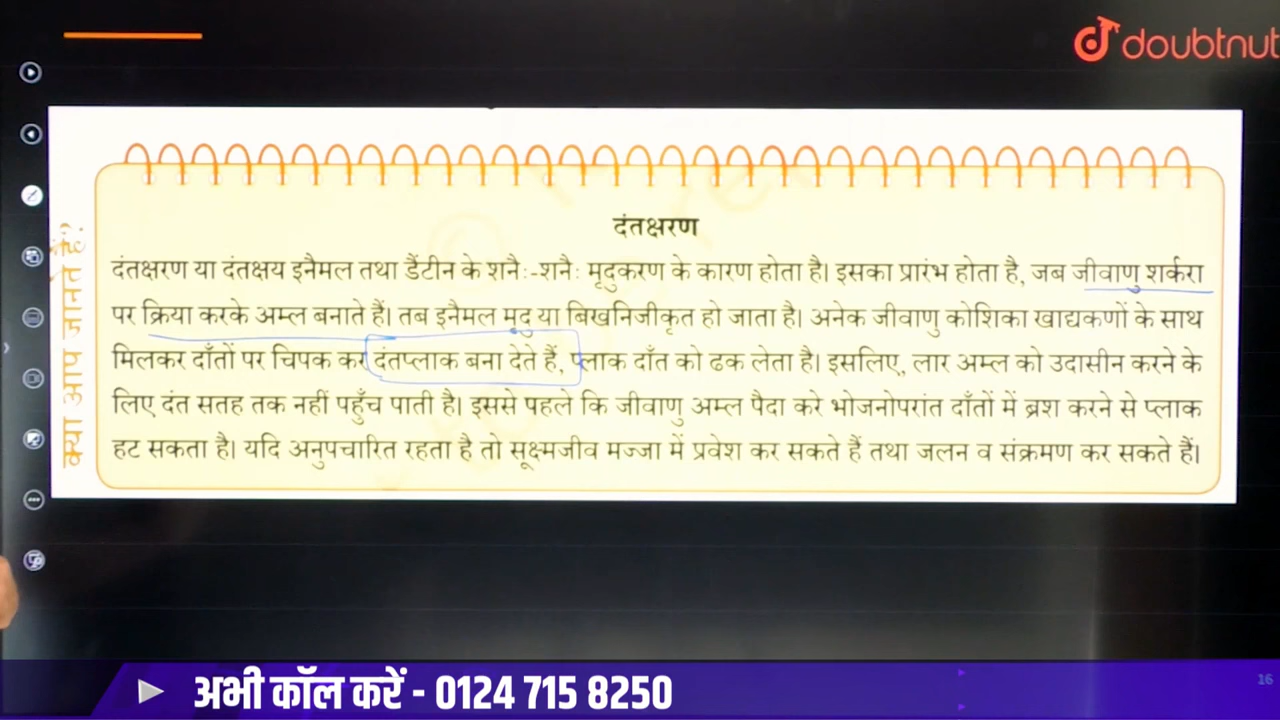 doubtnut
क्या आप जानते हैं?
दंतक्षरण
दंतक्षरण या दंतक्षय इनैमल तथा डैंटीन के शनैः-शनैः मृदुकरण के कारण होता है। इसका प्रारंभ होता है, जब जीवाणु शर्करा
पर क्रिया करके अम्ल बनाते हैं। तब इनैमल मृदु या बिखनिजीकृत हो जाता है। अनेक जीवाणु कोशिका खाद्यकणों के साथ
मिलकर दाँतों पर चिपक कर दंतप्लाक बना देते हैं, प्लाक दाँत को ढक लेता है। इसलिए, लार अम्ल को उदासीन करने के
लिए दंत सतह तक नहीं पहुँच पाती है। इससे पहले कि जीवाणु अम्ल पैदा करे भोजनोपरांत दाँतों में ब्रश करने से प्लाक
हट सकता है। यदि अनुपचारित रहता है तो सूक्ष्मजीव मज्जा में प्रवेश कर सकते हैं तथा जलन व संक्रमण कर सकते हैं।
अभी कॉल करें - 0124 715 8250
16